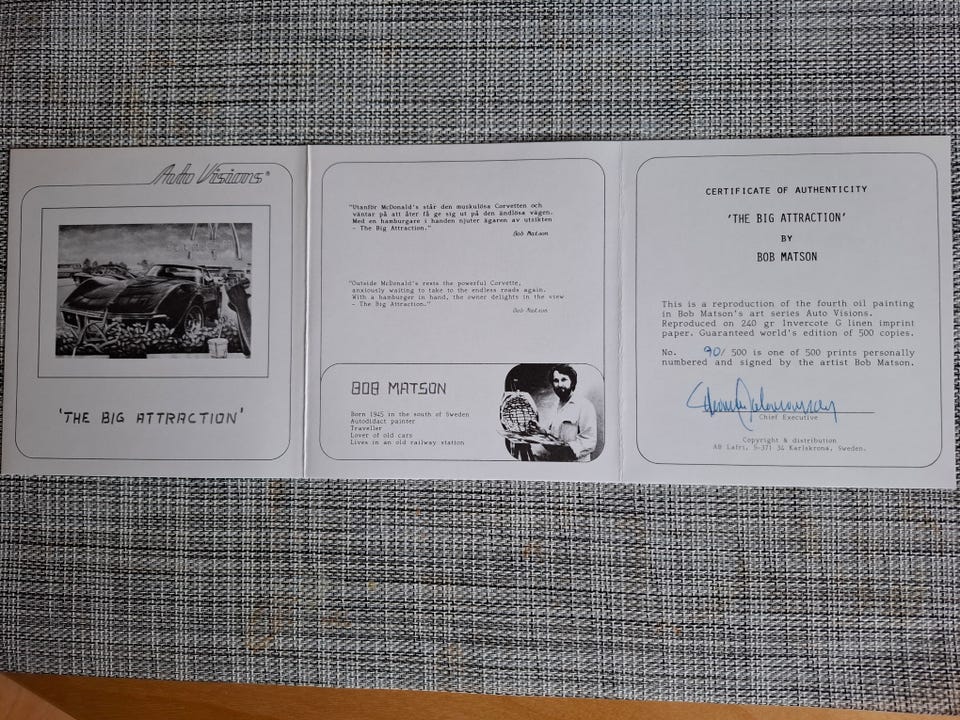 Auto Visions®
'THE BIG ATTRACTION'
"Utanför McDonald's står den muskulösa Corvetten och
väntar på att åter få ge sig ut på den ändlösa vägen.
Med en hamburgare i handen njuter ägaren av utsikten
- The Big Attraction."
Bob Matson
"Outside McDonald's rests the powerful Corvette,
anxiously waiting to take to the endless roads again.
With a hamburger in hand, the owner delights in the view
- The Big Attraction."
Bob Matson
BOB MATSON
Born 1945 in the south of Sweden
Autodidact painter
Traveller
Lover of old cars
Lives in an old railway station
CERTIFICATE OF AUTHENTICITY
'THE BIG ATTRACTION'
BY
BOB MATSON
This is a reproduction of the fourth oil painting
in Bob Matson's art series Auto Visions.
Reproduced on 240 gr Invercote G linen imprint
paper. Guaranteed world's edition of 500 copies.
No. 90/ 500 is one of 500 prints personally
numbered and signed by the artist Bob Matson.
Chief Executive
Copyright & distribution
AB Lafri, S-371 34 Karlskrona, Sweden.